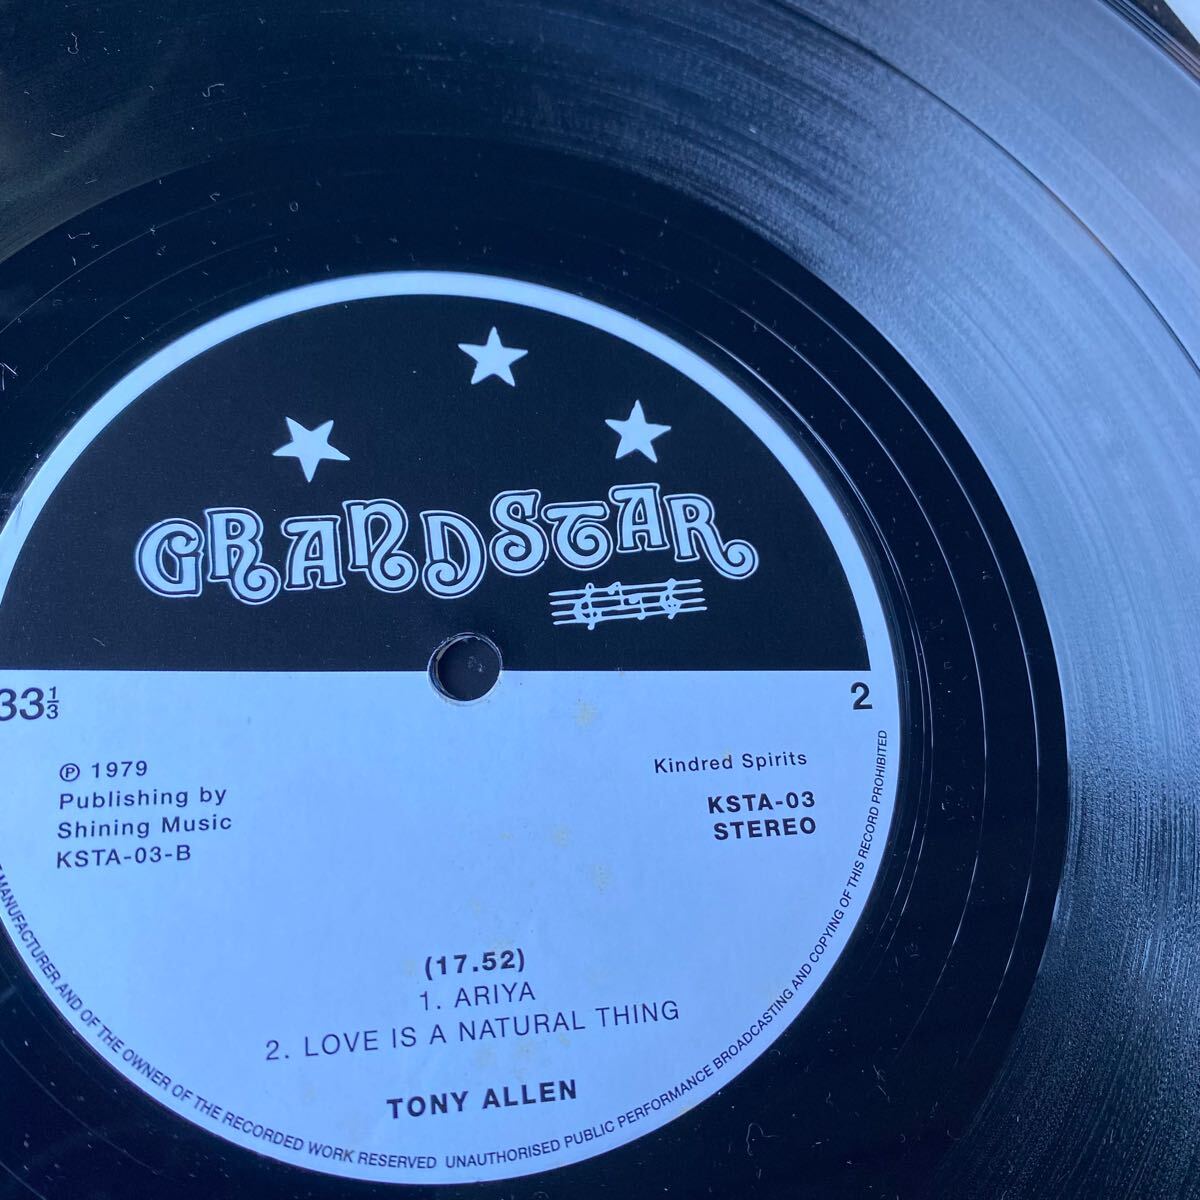 GRANDSTAR
33⅓
2
℗ 1979
Publishing by
Shining Music
KSTA-03-B
Kindred Spirits
KSTA-03
STEREO
(17.52)
1. ARIYA
2. LOVE IS A NATURAL THING
TONY ALLEN
MANUFACTURER AND OF THE OWNER OF THE RECORDED WORK RESERVED UNAUTHORISED PUBLIC PERFORMANCE BROADCASTING AND COPYING OF THIS RECORD PROHIBITED